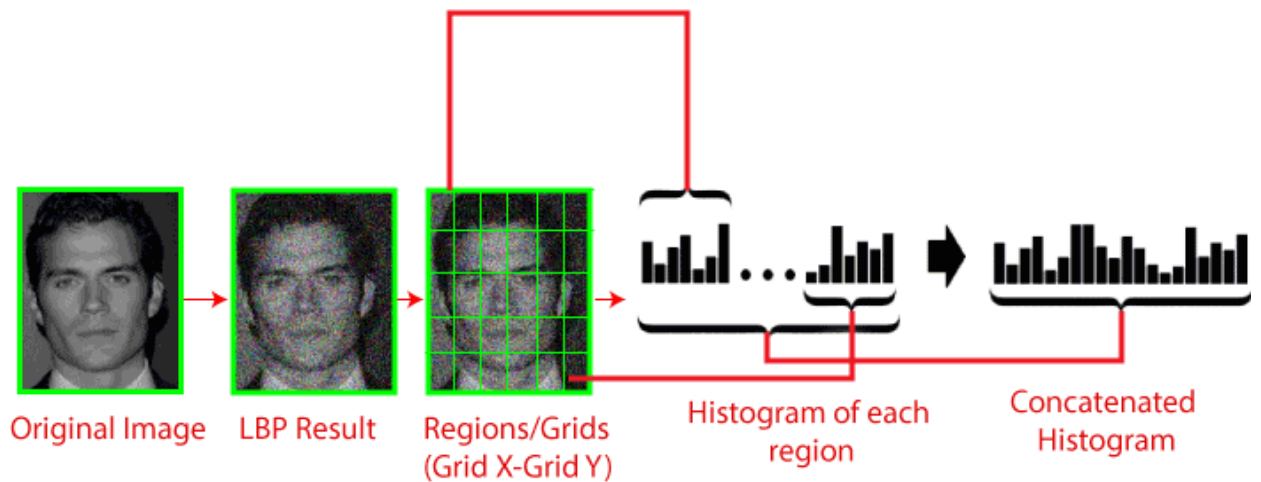 Original Image
LBP Result
Regions/Grids
(Grid X-Grid Y)
Histogram of each
region
Concatenated
Histogram